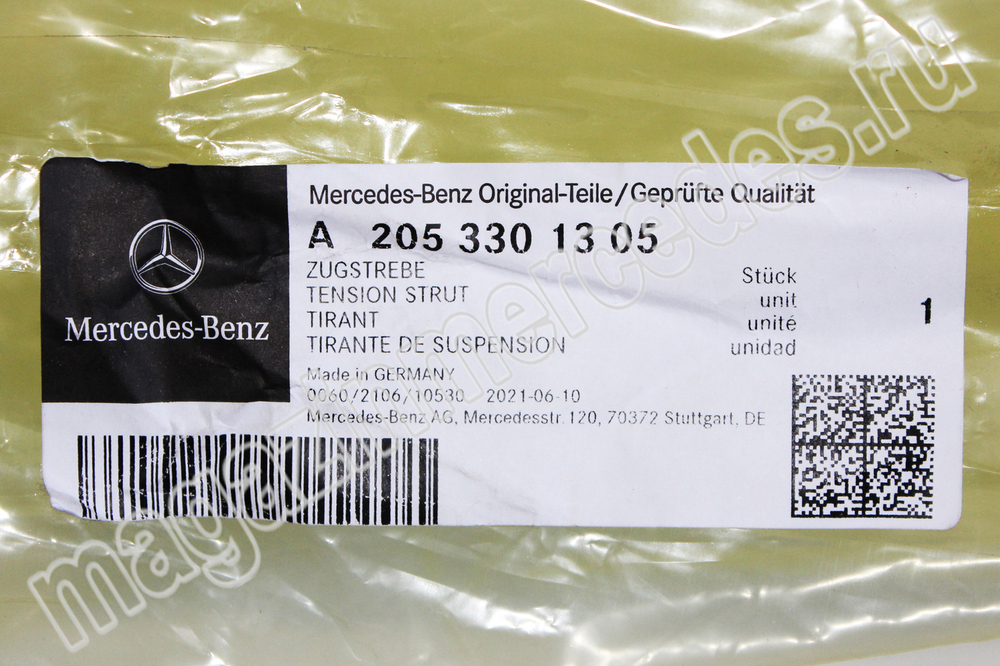 Mercedes-Benz Original-Teile/Geprüfte Qualität
A 205 330 13 05
ZUGSTREBE
TENSION STRUT
TIRANT
TIRANTE DE SUSPENSION
Stück
unit
unité
unidad
1
Made in GERMANY
0060/2106/10530 2021-06-10
Mercedes-Benz AG, Mercedesstr. 120, 70372 Stuttgart, DE
Mercedes-Benz
magazinmercedes.ru